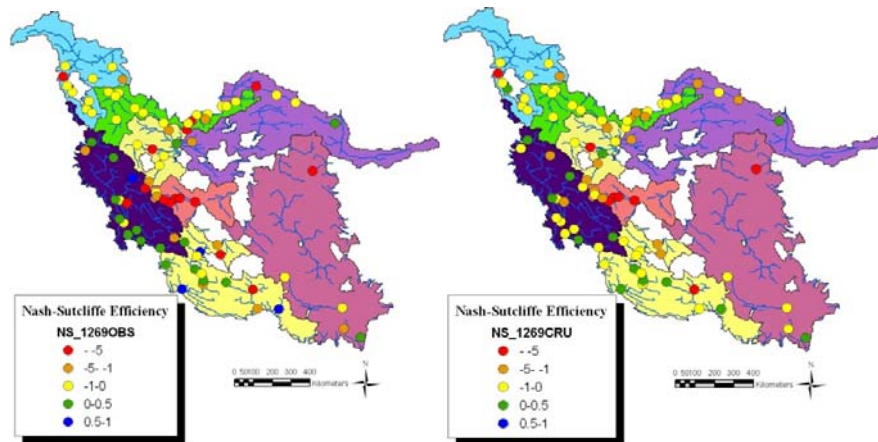 Nash-Sutcliffe Efficiency
NS_1269OBS
- -5
-5- -1
-1-0
0-0.5
0.5-1
N
0 50100 200 300 400
Kilometers
Nash-Sutcliffe Efficiency
NS_1269CRU
- -5
-5- -1
-1-0
0-0.5
0.5-1
N
0 50100 200 300 400
Kilometers